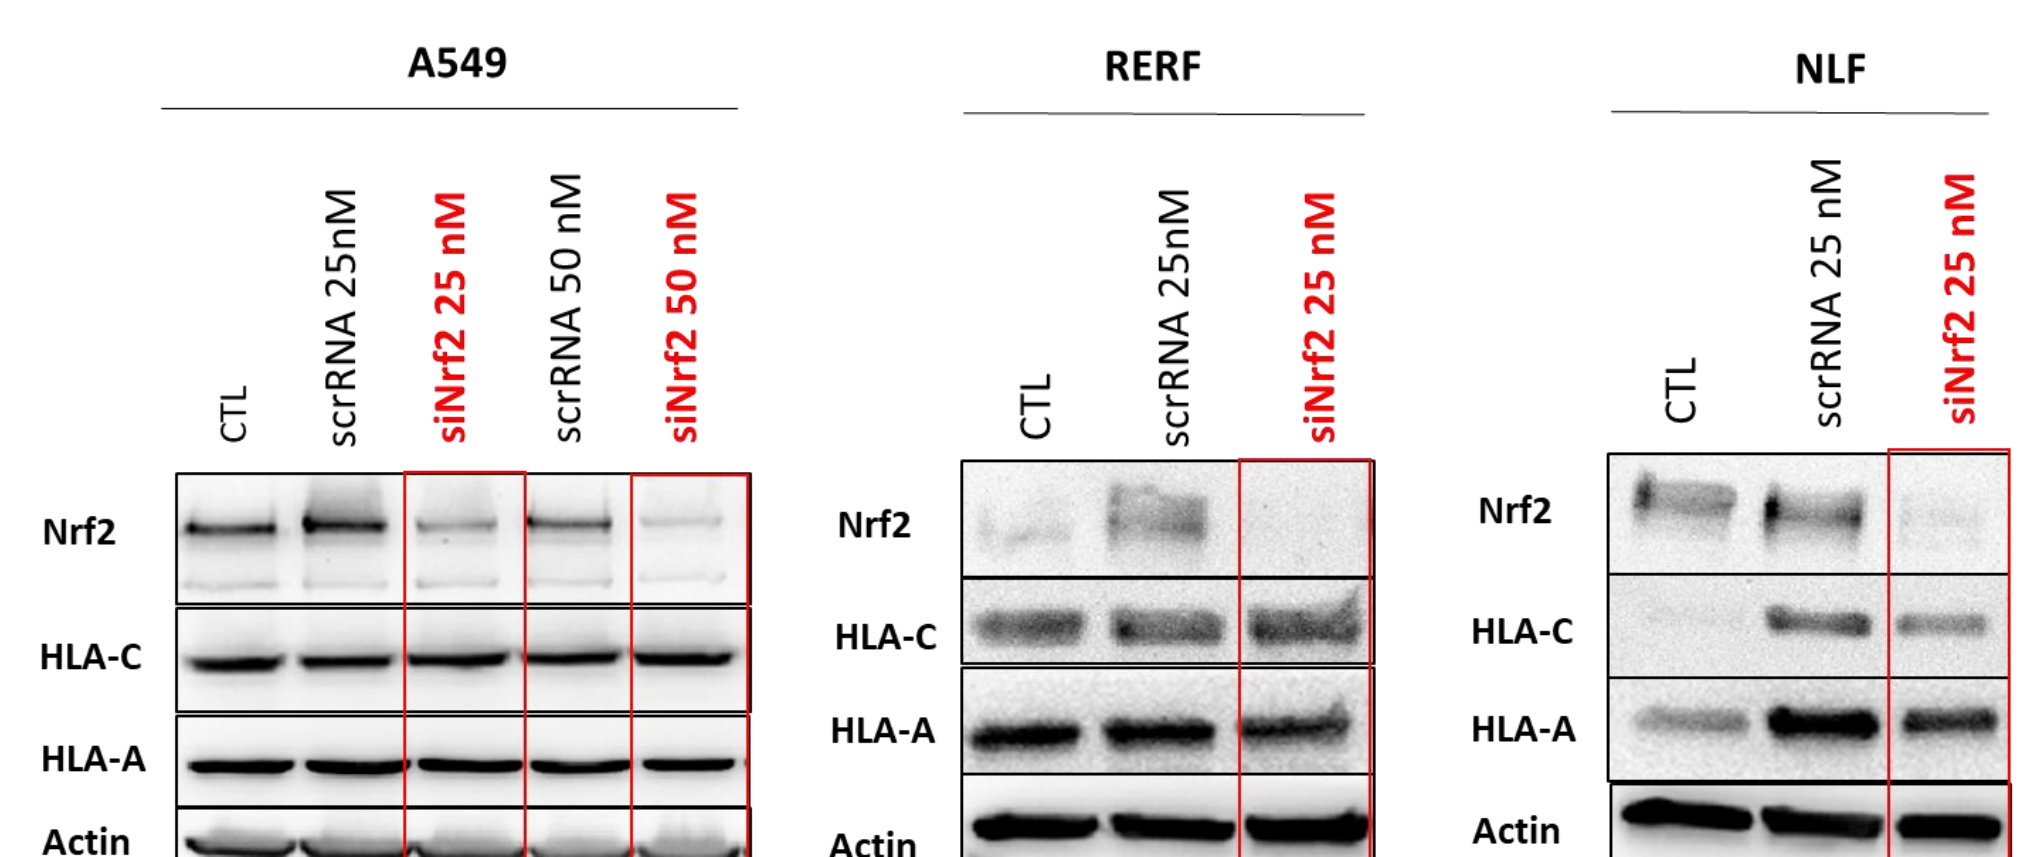 A549
CTL
scrRNA 25nM
siNrf2 25 nM
scrRNA 50 nM
siNrf2 50 nM
Nrf2
HLA-C
HLA-A
Actin
RERF
CTL
scrRNA 25nM
siNrf2 25 nM
Nrf2
HLA-C
HLA-A
Actin
NLF
CTL
scrRNA 25 nM
siNrf2 25 nM
Nrf2
HLA-C
HLA-A
Actin